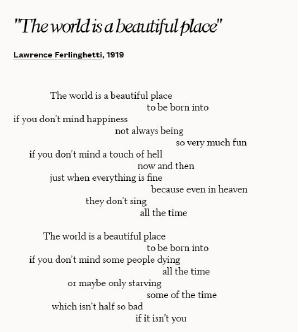 "The world is a beautiful place"
Lawrence Ferlinghetti, 1919
The world is a beautiful place
to be born into
if you don't mind happiness
not always being
so very much fun
if you don't mind a touch of hell
now and then
just when everything is fine
because even in heaven
they don't sing
all the time
The world is a beautiful place
to be born into
if you don't mind some people dying
all the time
or maybe only starving
some of the time
which isn't half so bad
if it isn't you